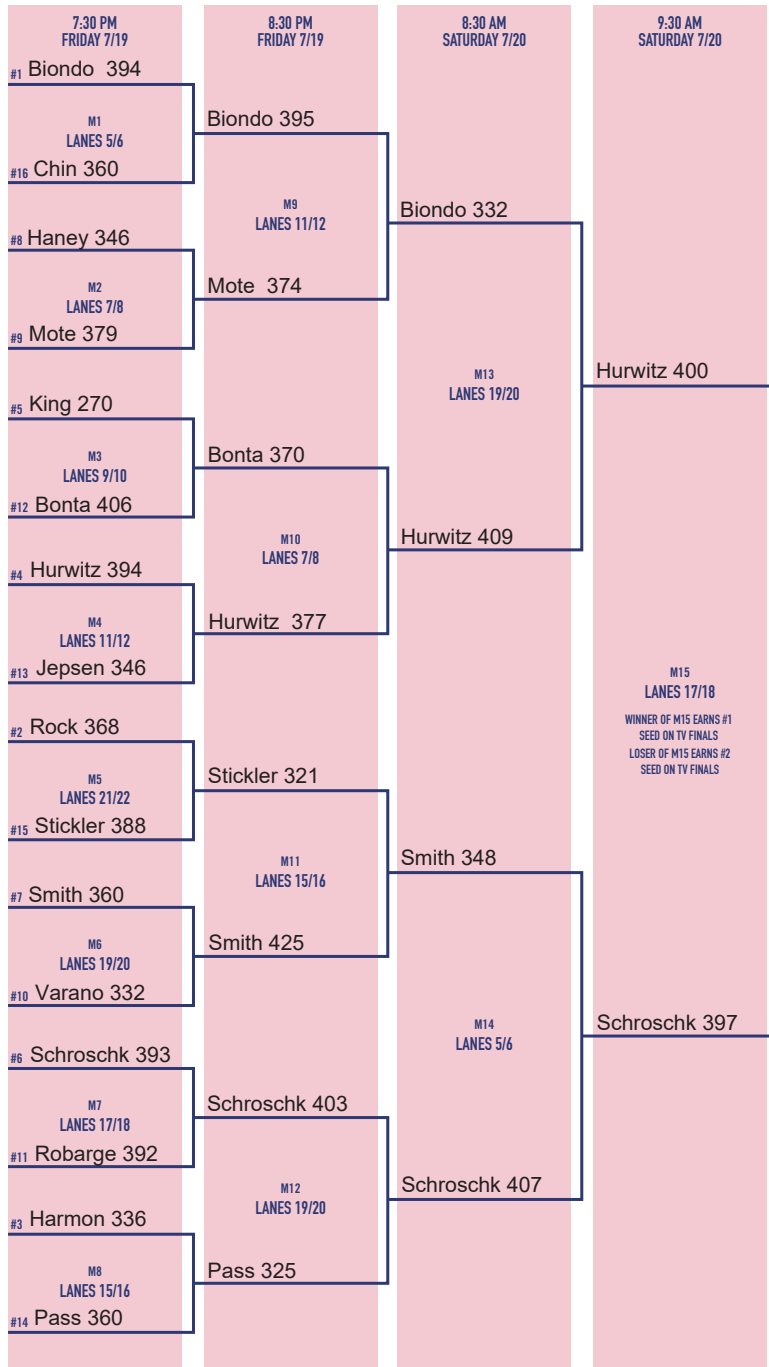 7:30 PM
FRIDAY 7/19
#1 Biondo 394
M1
LANES 5/6
#16 Chin 360
#8 Haney 346
M2
LANES 7/8
#9 Mote 379
#5 King 270
M3
LANES 9/10
#12 Bonta 406
#4 Hurwitz 394
M4
LANES 11/12
#13 Jepsen 346
#2 Rock 368
M5
LANES 21/22
#15 Stickler 388
#7 Smith 360
M6
LANES 19/20
#10 Varano 332
#6 Schroschk 393
M7
LANES 17/18
#11 Robarge 392
#3 Harmon 336
M8
LANES 15/16
#14 Pass 360
8:30 PM
FRIDAY 7/19
Biondo 395
M9
LANES 11/12
Mote 374
Bonta 370
M10
LANES 7/8
Hurwitz 377
Stickler 321
M11
LANES 15/16
Smith 425
Schroschk 403
M12
LANES 19/20
Pass 325
8:30 AM
SATURDAY 7/20
Biondo 332
M13
LANES 19/20
Hurwitz 409
Smith 348
M14
LANES 5/6
Schroschk 407
9:30 AM
SATURDAY 7/20
Hurwitz 400
M15
LANES 17/18
WINNER OF M15 EARNS #1
SEED ON TV FINALS
LOSER OF M15 EARNS #2
SEED ON TV FINALS
Schroschk 397